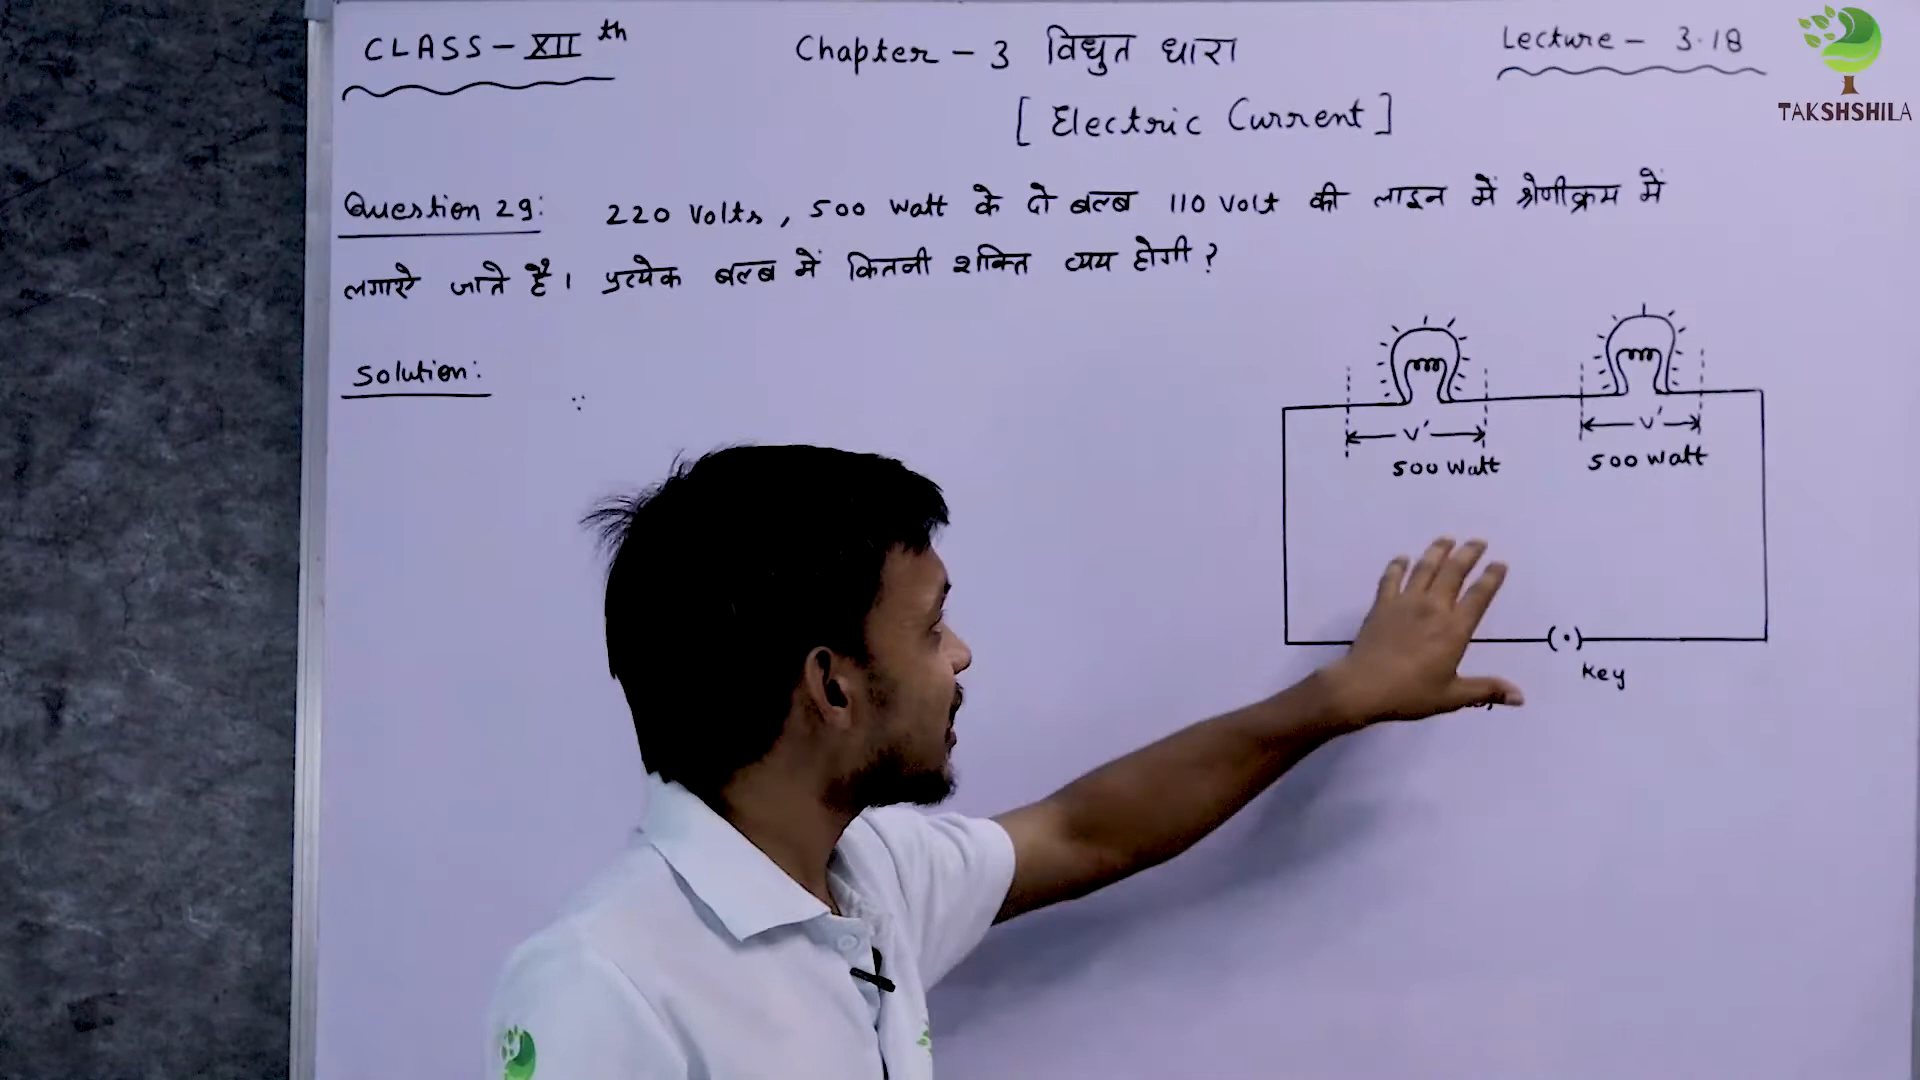 CLASS - XII th
Chapter - 3 विधुत धारा
[ Electric Current ]
Lecture - 3.18
TAKSHSHILA
Question 29: 220 Volts, 500 Watt के दो बल्ब 110 Volt की लाइन में श्रेणीक्रम में
लगाऐ जाते है। प्रत्येक बल्ब में कितनी शक्ति व्यय होगी ?
Solution: ∵
V' V'
500 Watt 500 Watt
(·)
Key